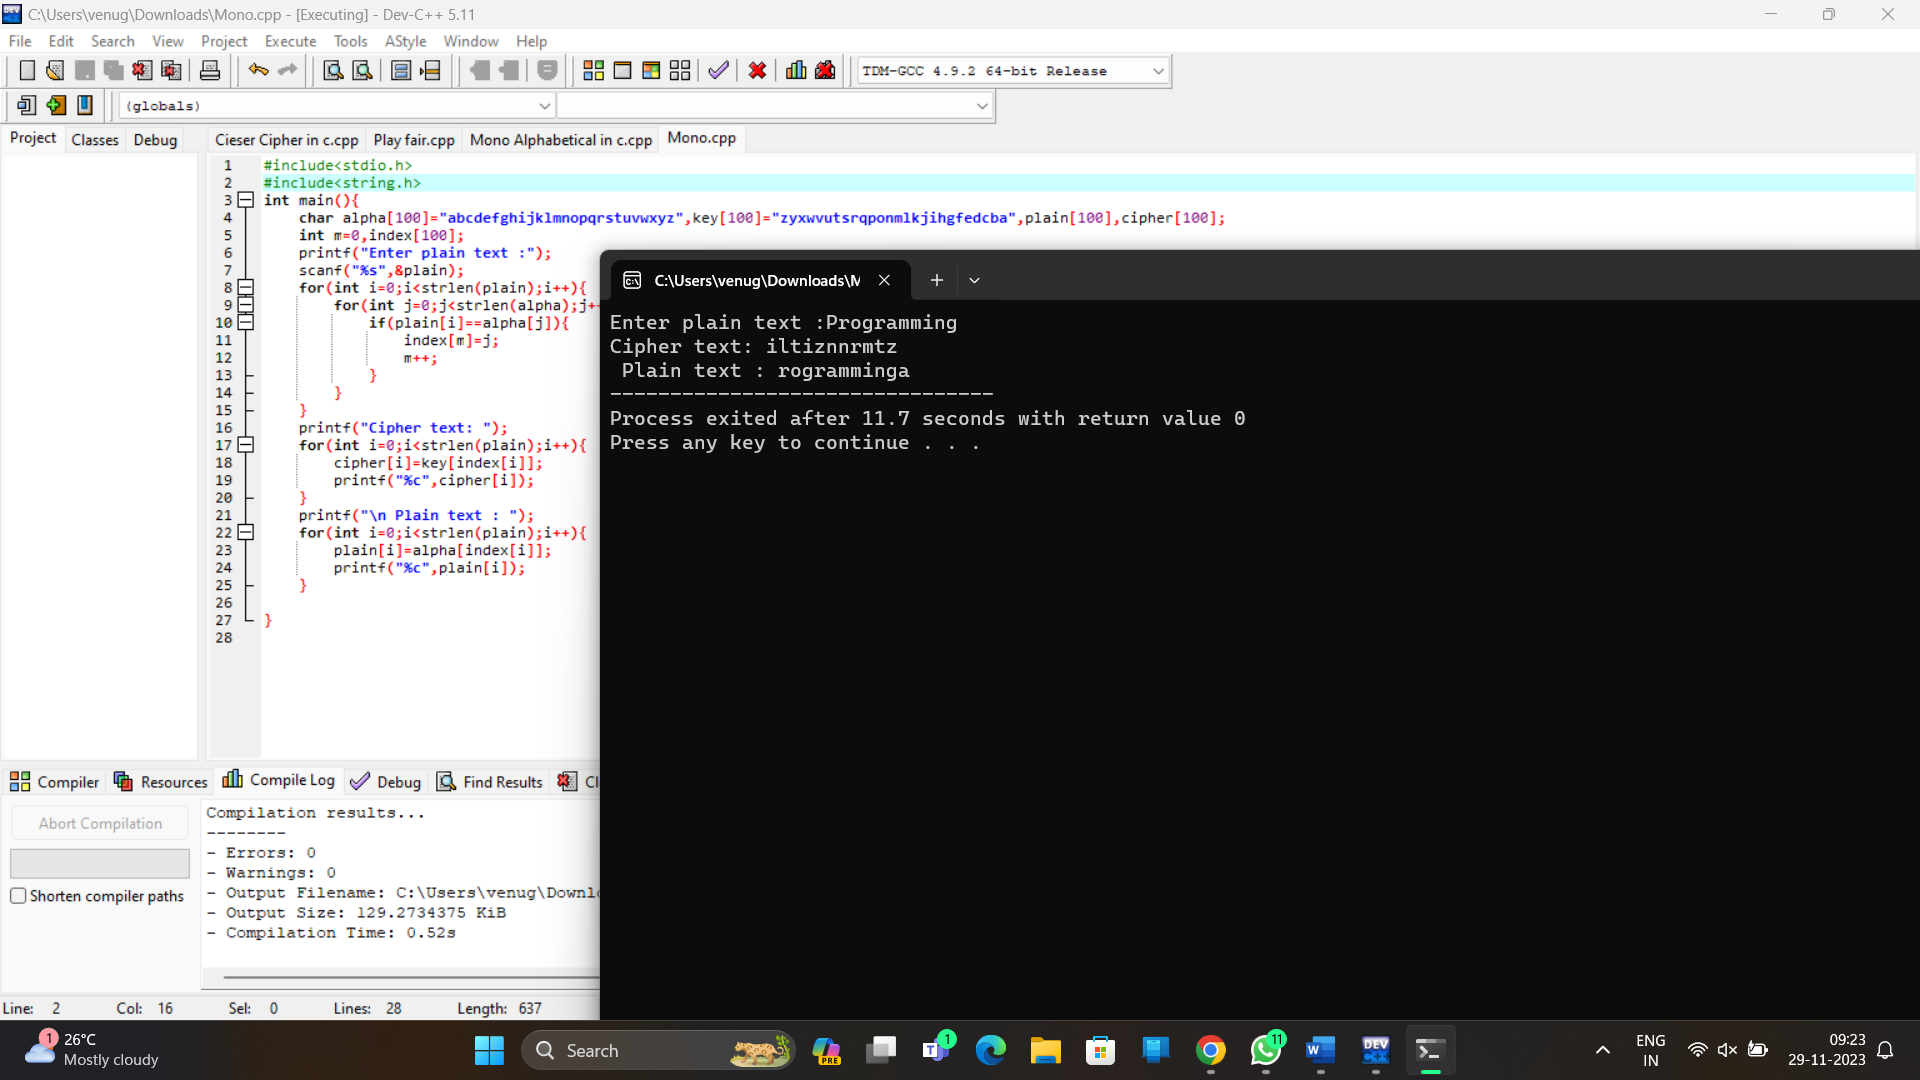 C:\Users\venug\Downloads\Mono.cpp - [Executing] - Dev-C++ 5.11
File Edit Search View Project Execute Tools AStyle Window Help
TDM-GCC 4.9.2 64-bit Release
(globals)
Project Classes Debug Cieser Cipher in c.cpp Play fair.cpp Mono Alphabetical in c.cpp Mono.cpp
1 #include<stdio.h>
2 #include<string.h>
3 int main(){
4 char alpha[100]="abcdefghijklmnopqrstuvwxyz",key[100]="zyxwvutsrqponmlkjihgfedcba",plain[100],cipher[100];
5 int m=0,index[100];
6 printf("Enter plain text :");
7 scanf("%s",&plain);
8 for(int i=0;i<strlen(plain);i++){
9 for(int j=0;j<strlen(alpha);j++
10 if(plain[i]==alpha[j]){
11 index[m]=j;
12 m++;
13 }
14 }
15 }
16 printf("Cipher text: ");
17 for(int i=0;i<strlen(plain);i++){
18 cipher[i]=key[index[i]];
19 printf("%c",cipher[i]);
20 }
21 printf("\n Plain text : ");
22 for(int i=0;i<strlen(plain);i++){
23 plain[i]=alpha[index[i]];
24 printf("%c",plain[i]);
25 }
26
27 }
28
C:\Users\venug\Downloads\M
Enter plain text :Programming
Cipher text: iltiznnrmtz
Plain text : rogramminga
--------------------------------
Process exited after 11.7 seconds with return value 0
Press any key to continue . . .
Compiler Resources Compile Log Debug Find Results Cl
Abort Compilation
Shorten compiler paths
Compilation results...
--------
- Errors: 0
- Warnings: 0
- Output Filename: C:\Users\venug\Downlo
- Output Size: 129.2734375 KiB
- Compilation Time: 0.52s
Line: 2 Col: 16 Sel: 0 Lines: 28 Length: 637
1
26°C
Mostly cloudy
Search
PRE
T
1
11
W
DEV
C++
ENG
IN
09:23
29-11-2023